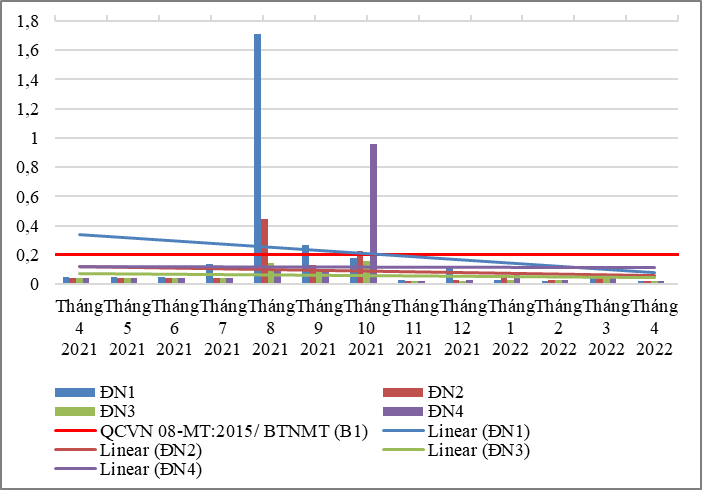 1,8
1,6
1,4
1,2
1
0,8
0,6
0,4
0,2
0
Tháng Tháng Tháng Tháng Tháng Tháng Tháng Tháng Tháng Tháng Tháng Tháng Tháng
4 5 6 7 8 9 10 11 12 1 2 3 4
2021 2021 2021 2021 2021 2021 2021 2021 2021 2022 2022 2022 2022
ĐN1 ĐN2
ĐN3 ĐN4
QCVN 08-MT:2015/ BTNMT (B1) Linear (ĐN1)
Linear (ĐN2) Linear (ĐN3)
Linear (ĐN4)